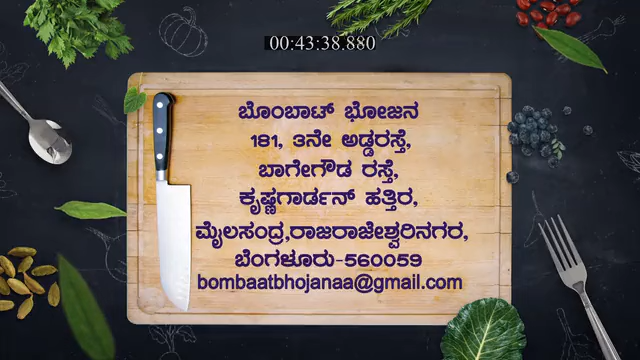 00:43:38.880
ಬೊಂಬಾಟ್ ಭೋಜನ
181, 3ನೇ ಅಡ್ಡರಸ್ತೆ,
ಬಾಗೇಗೌಡ ರಸ್ತೆ,
ಕೃಷ್ಣಗಾರ್ಡನ್ ಹತ್ತಿರ,
ಮೈಲಸಂದ್ರ,ರಾಜರಾಜೇಶ್ವರಿನಗರ,
ಬೆಂಗಳೂರು-560059
bombaatbhojanaa@gmail.com